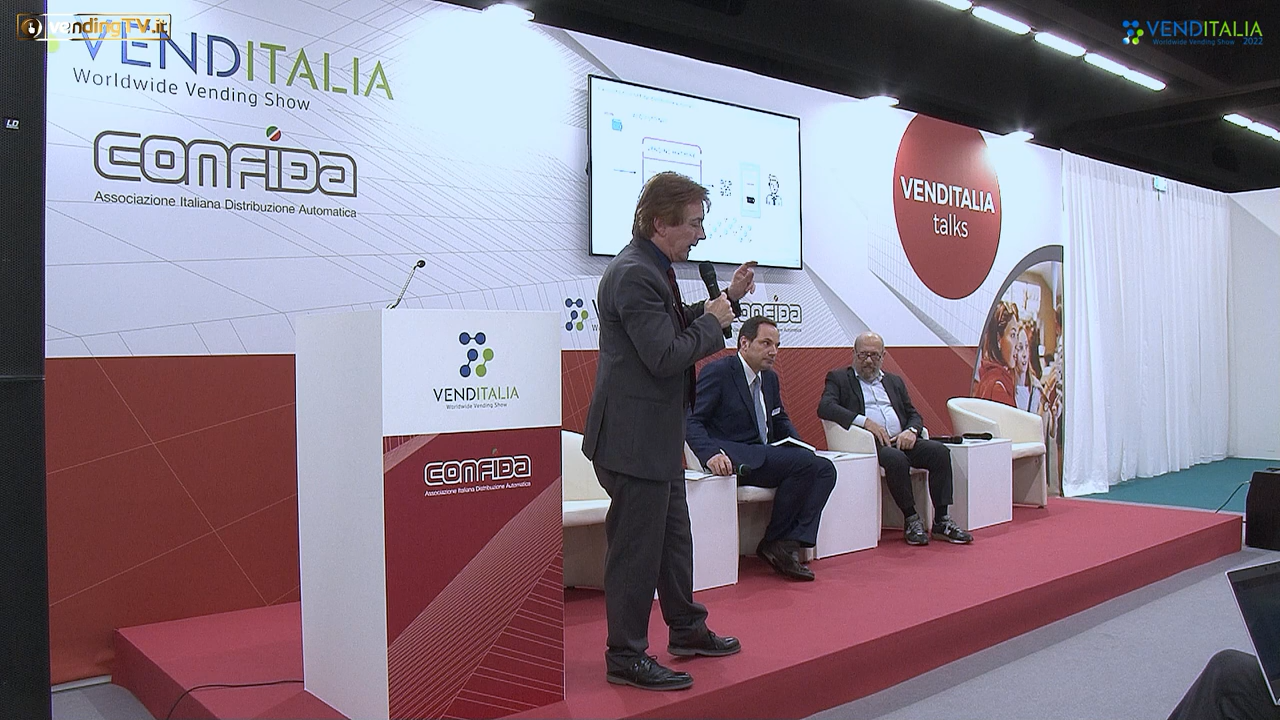 vendingTV.it
VENDITALIA
Worldwide Vending Show 2022
VENDITALIA
Worldwide Vending Show
CONFIDA
Associazione Italiana Distribuzione Automatica
VENDITALIA
talks
CONFIDA
VENDITALIA
Worldwide Vending Show
CONFIDA
Associazione Italiana Distribuzione Automatica